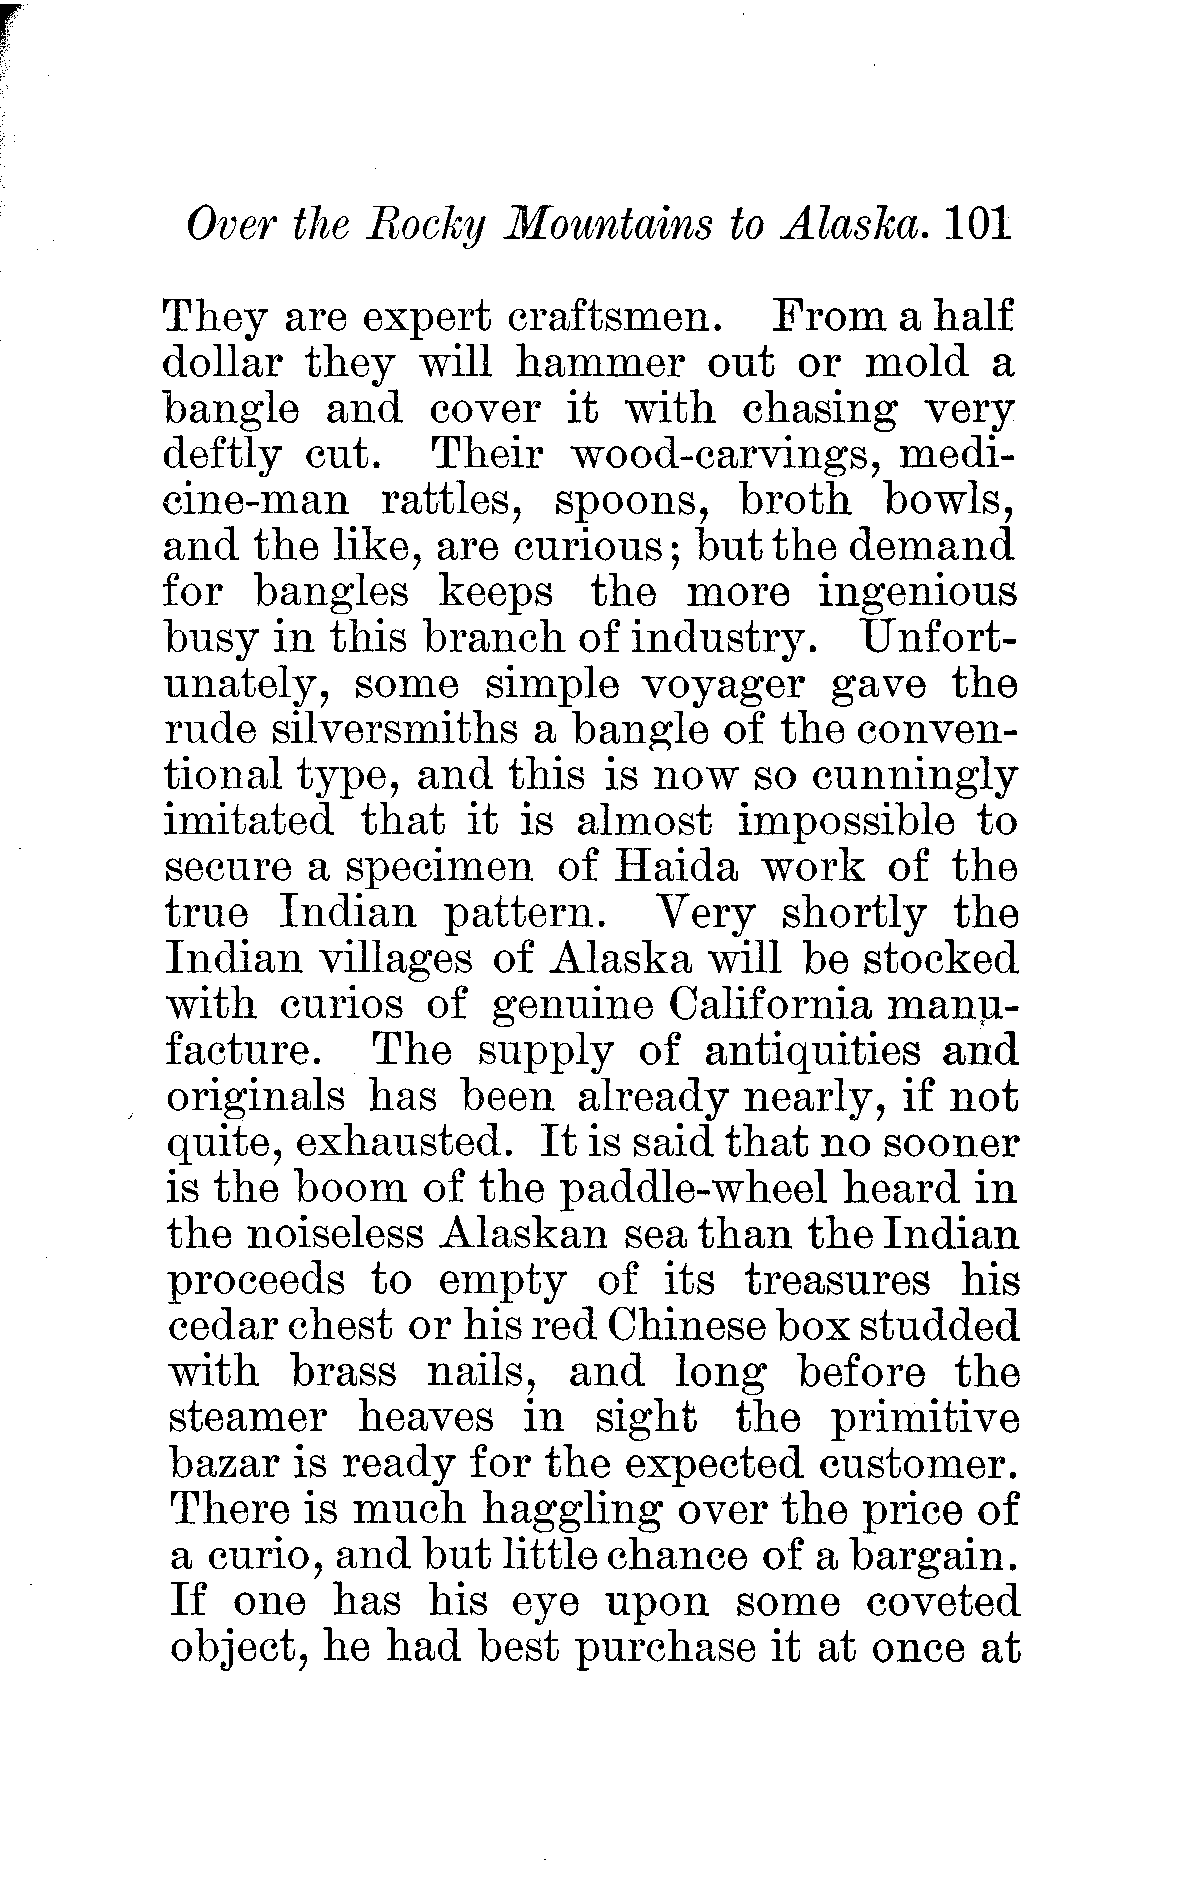 Over the Rocky Mountains to Alaska. 101
They are expert craftsmen. From a half
dollar they will hammer out or mold a
bangle and cover it with chasing very
deftly cut. Their wood-carvings, medi-
cine-man rattles, spoons, broth bowls,
and the like, are curious; but the demand
for bangles keeps the more ingenious
busy in this branch of industry. Unfort-
unately, some simple voyager gave the
rude silversmiths a bangle of the conven-
tional type, and this is now so cunningly
imitated that it is almost impossible to
secure a specimen of Haida work of the
true Indian pattern. Very shortly the
Indian villages of Alaska will be stocked
with curios of genuine California manu-
facture. The supply of antiquities and
originals has been already nearly, if not
quite, exhausted. It is said that no sooner
is the boom of the paddle-wheel heard in
the noiseless Alaskan sea than the Indian
proceeds to empty of its treasures his
cedar chest or his red Chinese box studded
with brass nails, and long before the
steamer heaves in sight the primitive
bazar is ready for the expected customer.
There is much haggling over the price of
a curio, and but little chance of a bargain.
If one has his eye upon some coveted
object, he had best purchase it at once at